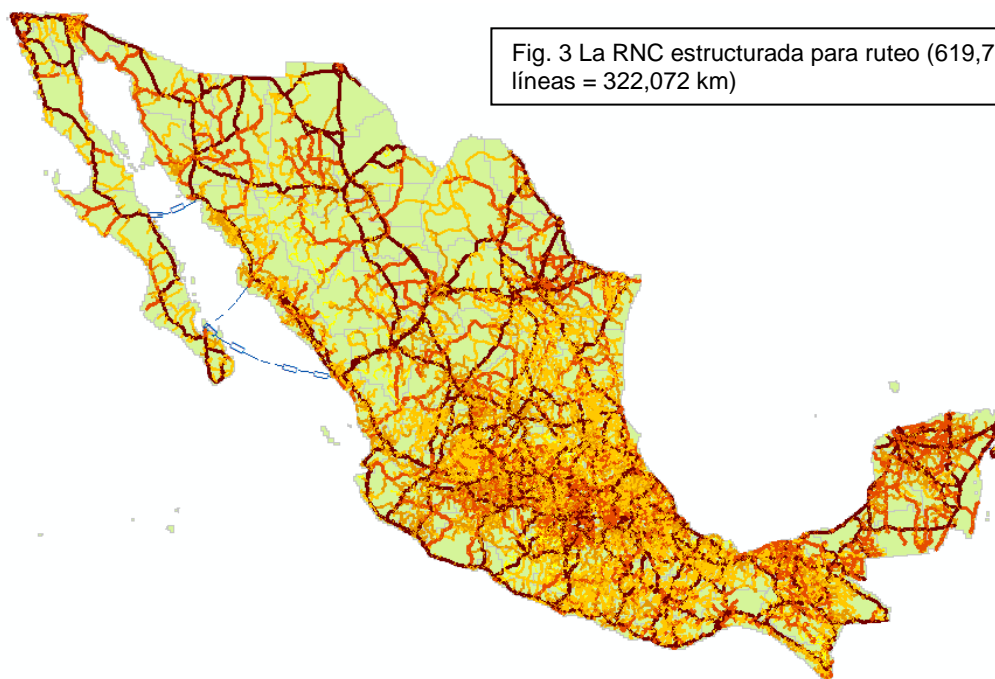 Fig. 3 La RNC estructurada para ruteo (619,7
líneas = 322,072 km)